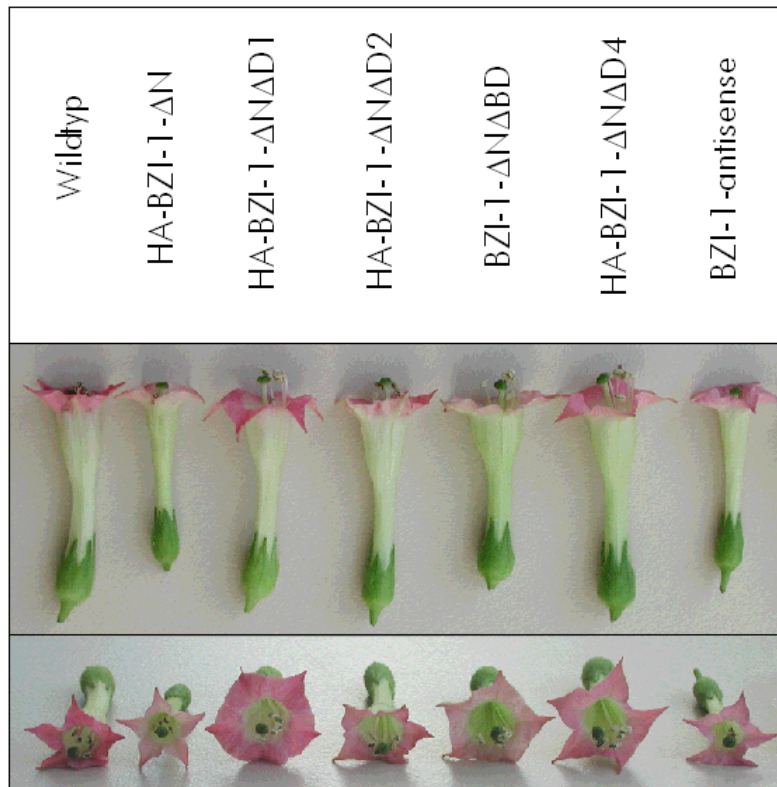 Wildtyp
HA-BZI-1-ΔN
HA-BZI-1-ΔNΔD1
HA-BZI-1-ΔNΔD2
BZI-1-ΔNΔBD
HA-BZI-1-ΔNΔD4
BZI-1-antisense